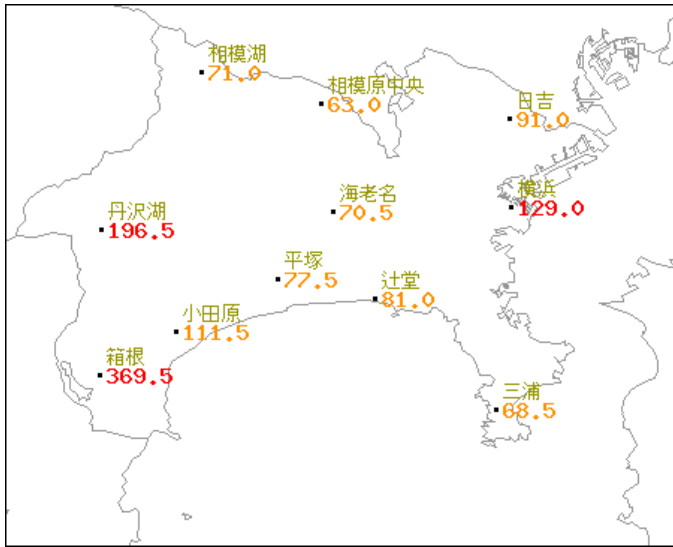 相模湖
71.0
相模原中央
63.0
日吉
91.0
海老名
70.5
横浜
129.0
丹沢湖
196.5
平塚
77.5
辻堂
81.0
小田原
111.5
箱根
369.5
三浦
68.5